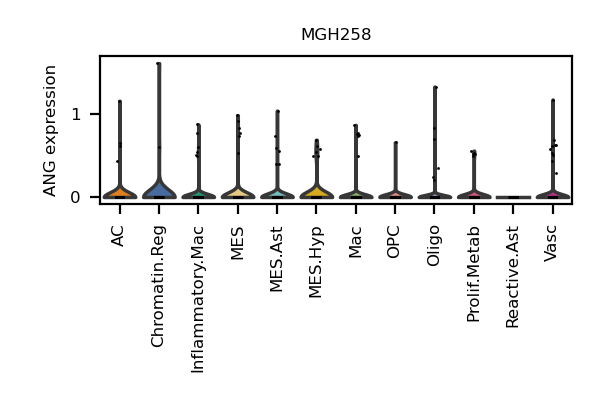 MGH258
ANG expression
1
0
AC
Chromatin.Reg
Inflammatory.Mac
MES
MES.Ast
MES.Hyp
Mac
OPC
Oligo
Prolif.Metab
Reactive.Ast
Vasc